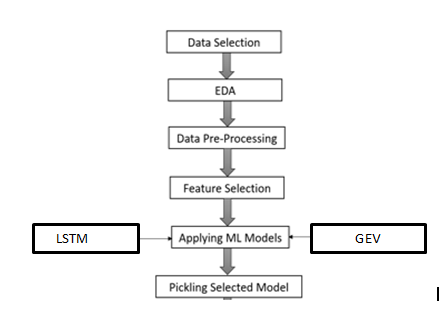 Data Selection
EDA
Data Pre-Processing
Feature Selection
LSTM
Applying ML Models
GEV
Pickling Selected Model